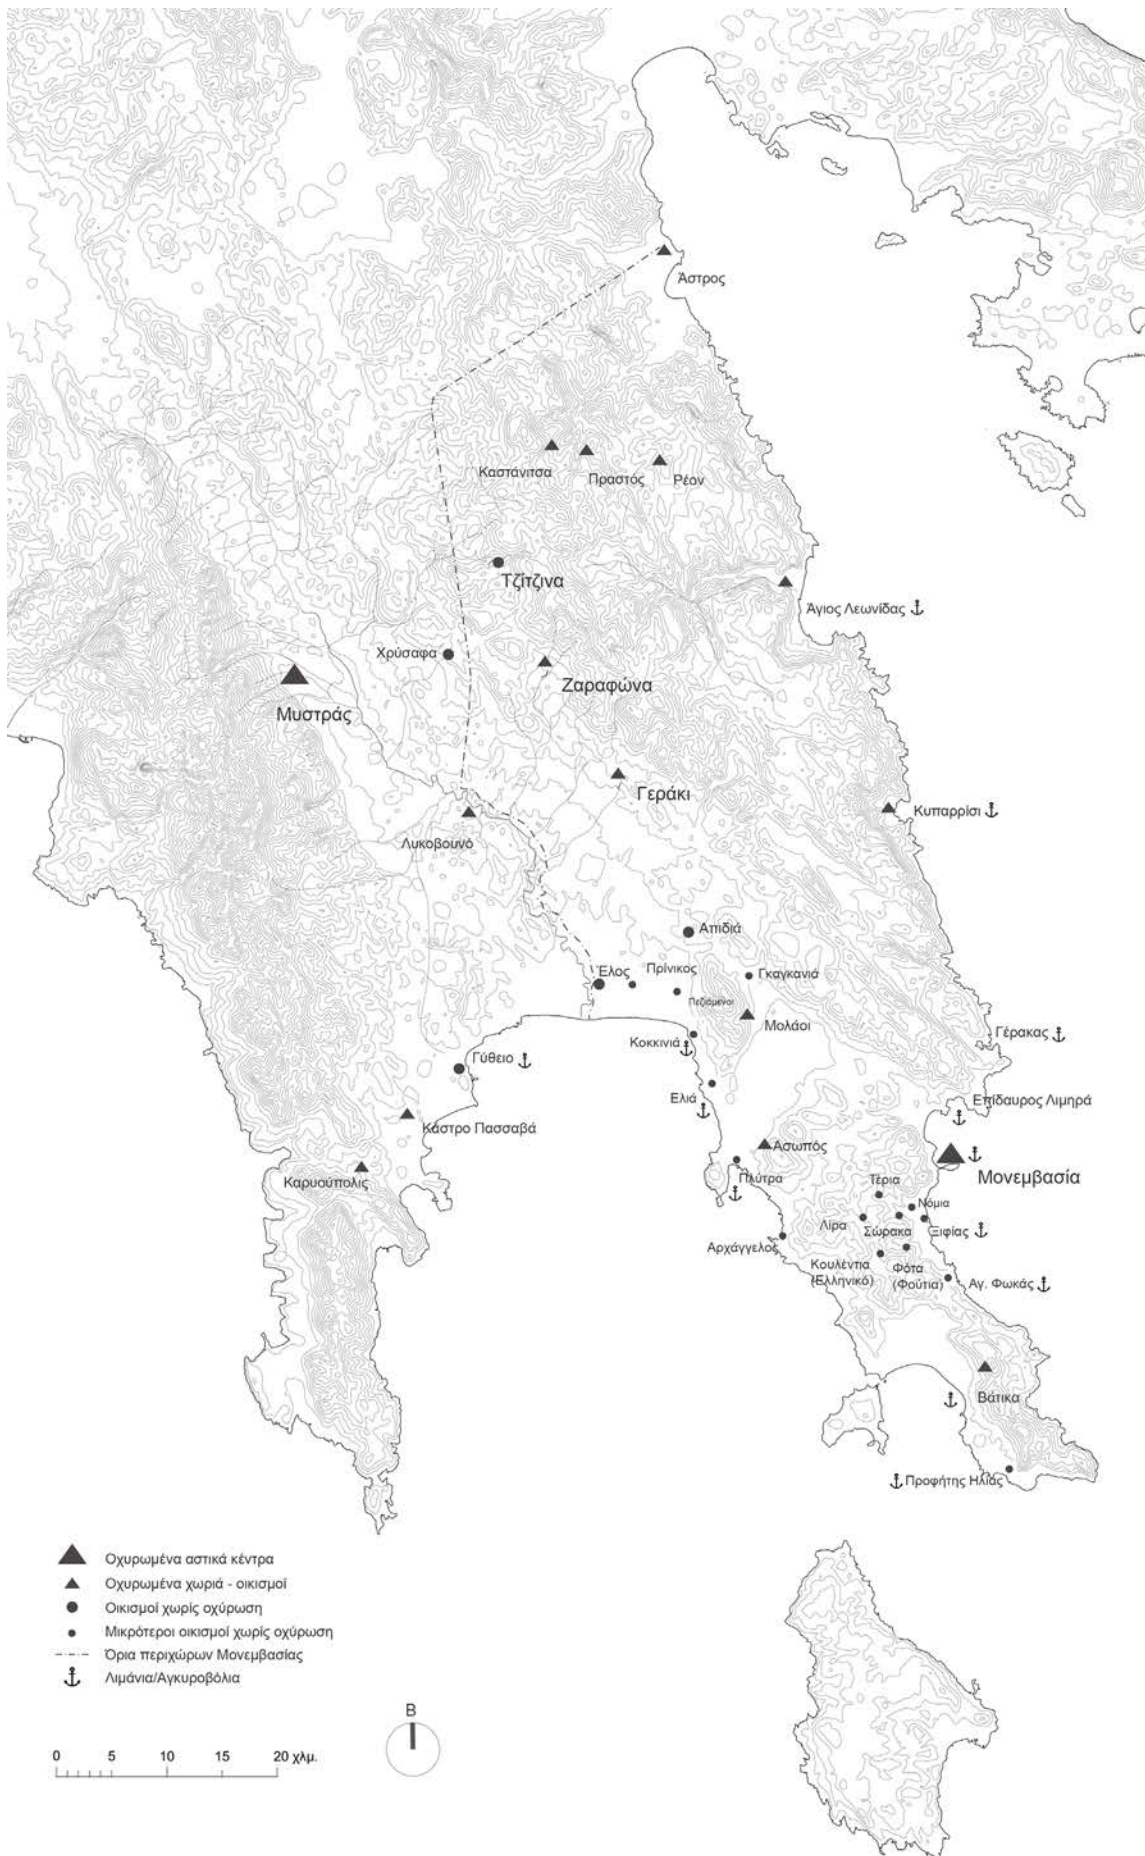 Άστρος
Καστάνιτσα
Πραστός
Ρέον
Τζίτζινα
Άγιος Λεωνίδας
Χρύσαφα
Ζαραφώνα
Μυστράς
Γεράκι
Κυπαρρίσι
Λυκοβουνό
Απιδιά
Έλος
Πρίνικος
Γκαγκανιά
Πεζιάμενοι
Μολάοι
Κοκκινιά
Γέρακας
Γύθειο
Ελιά
Επίδαυρος Λιμηρά
Κάστρο Πασσαβά
Ασωπός
Καρυούπολις
Πλύτρα
Μονεμβασία
Τέρια
Νόμια
Λίρα
Σώρακα
Ξιφίας
Αρχάγγελος
Κουλέντια
(Ελληνικό)
Φότα
(Φούτια)
Αγ. Φωκάς
Βάτικα
Προφήτης Ηλίας
Οχυρωμένα αστικά κέντρα
Οχυρωμένα χωριά - οικισμοί
Οικισμοί χωρίς οχύρωση
Μικρότεροι οικισμοί χωρίς οχύρωση
Όρια περιχώρων Μονεμβασίας
Λιμάνια/Αγκυροβόλια
Β
0 5 10 15 20 χλμ.